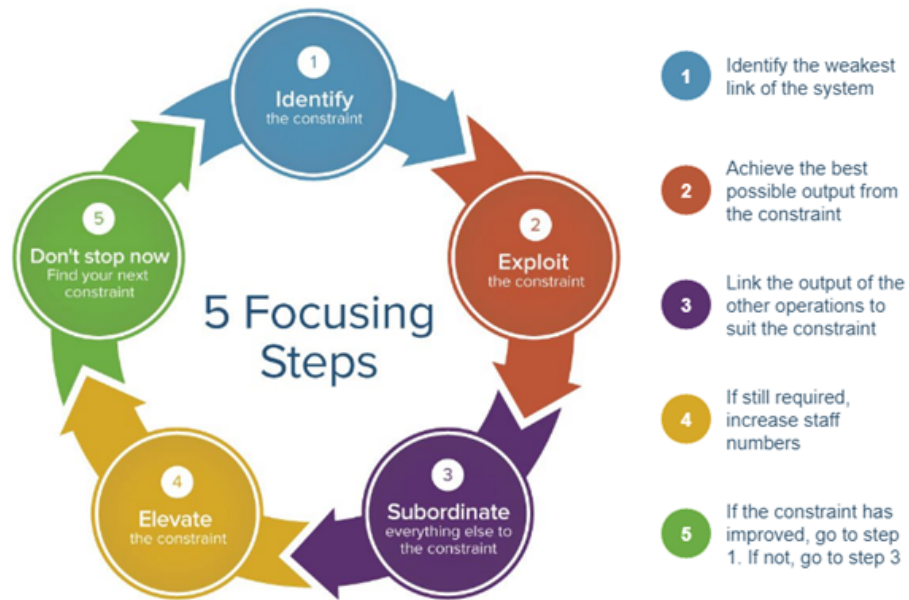 1
Identify
the constraint
2
Exploit
the constraint
3
Subordinate
everything else to
the constraint
4
Elevate
the constraint
5
Don't stop now
Find your next
constraint
5 Focusing
Steps
1
Identify the weakest
link of the system
2
Achieve the best
possible output from
the constraint
3
Link the output of the
other operations to
suit the constraint
4
If still required,
increase staff
numbers
5
If the constraint has
improved, go to step
1. If not, go to step 3